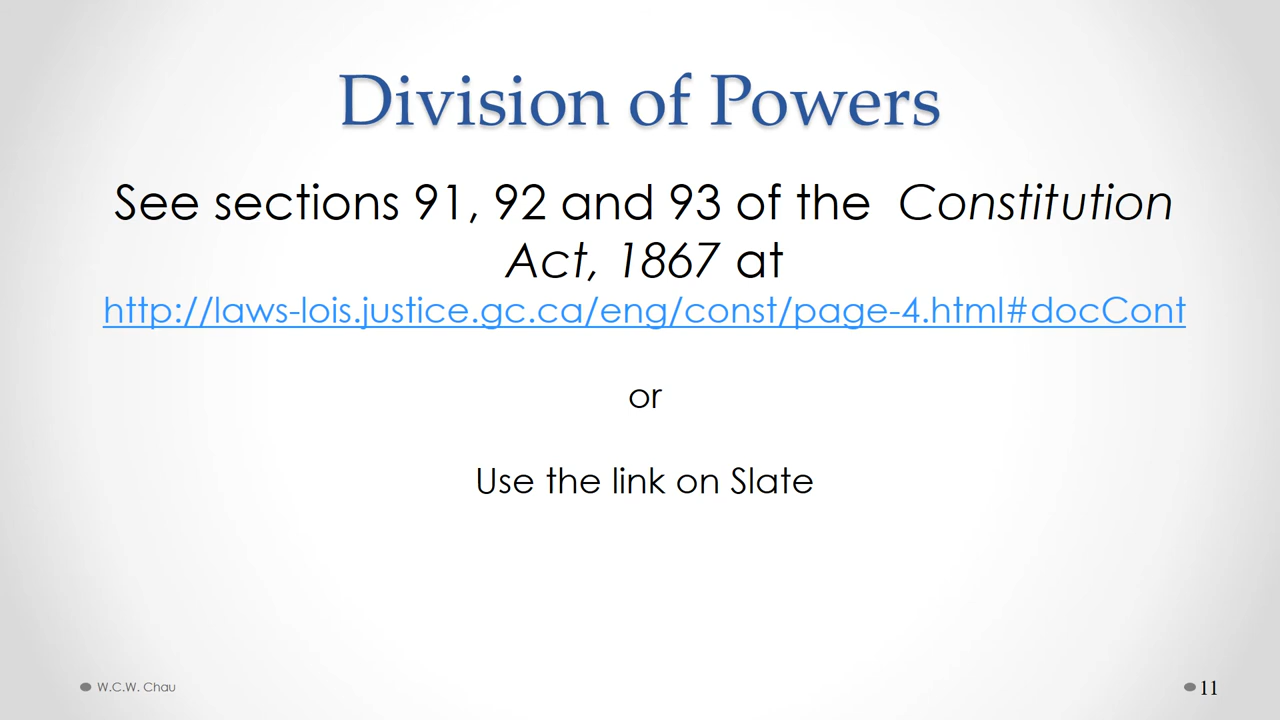 Division of Powers
See sections 91, 92 and 93 of the Constitution
Act, 1867 at
http://laws-lois.justice.gc.ca/eng/const/page-4.html#docCont
or
Use the link on Slate
W.C.W. Chau
11